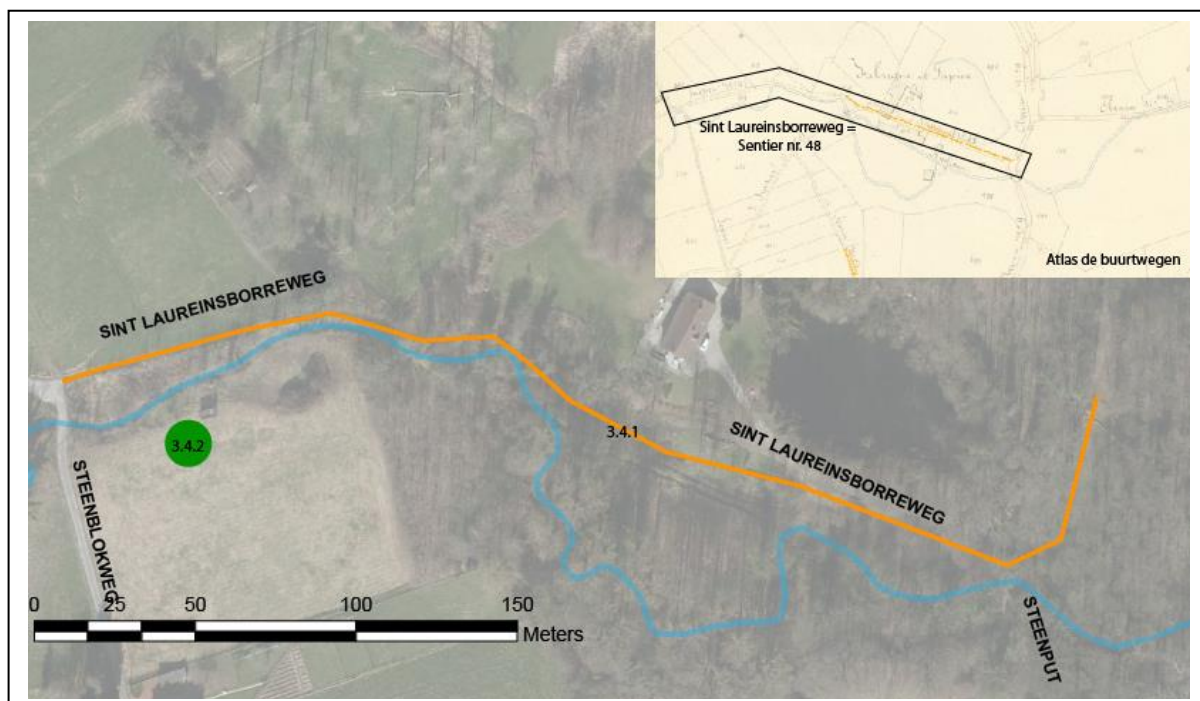 Sint Laureinsborreweg =
Sentier nr. 48
Atlas de buurtwegen
SINT LAUREINSBORREWEG
3.4.2
3.4.1
SINT LAUREINSBORREWEG
STEENBLOKWEG
STEENPUT
0 25 50 100 150
Meters